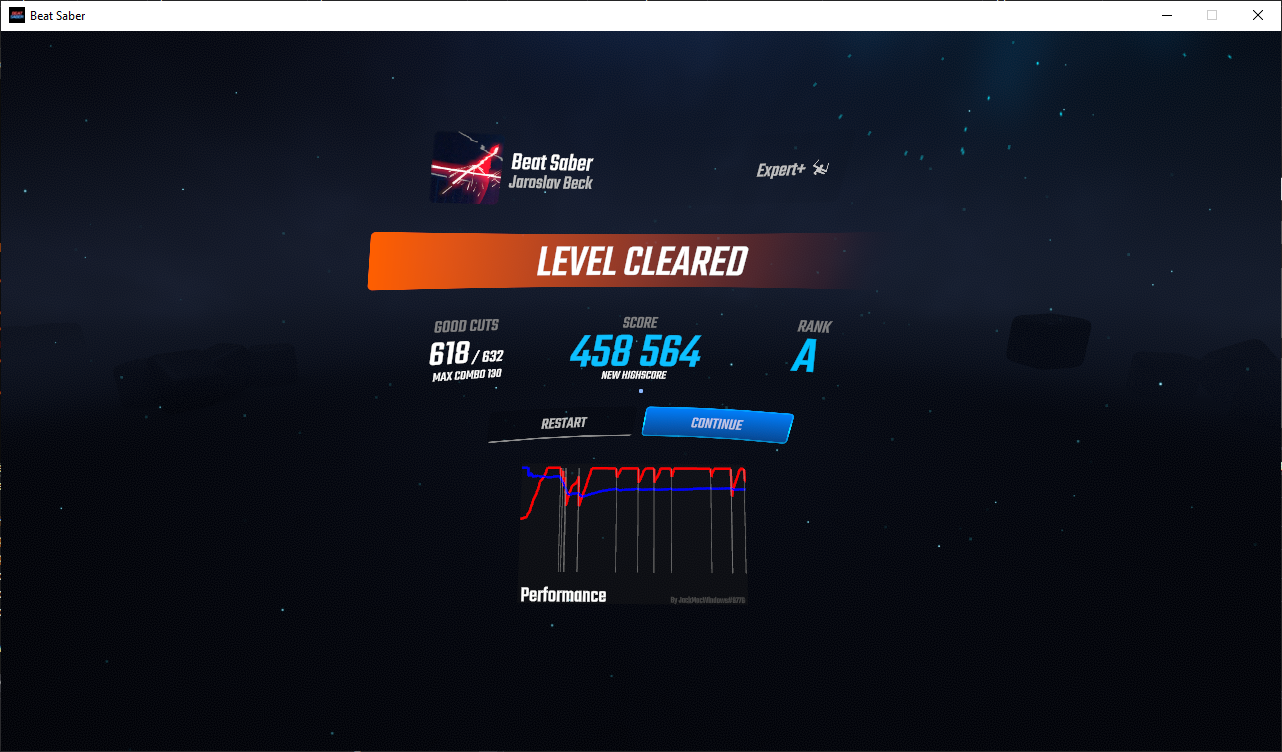 Beat Saber
Beat Saber
Jaroslav Beck
Expert+
LEVEL CLEARED
GOOD CUTS
618 / 632
MAX COMBO 130
SCORE
458 564
NEW HIGHSCORE
RANK
A
RESTART
CONTINUE
Performance
By